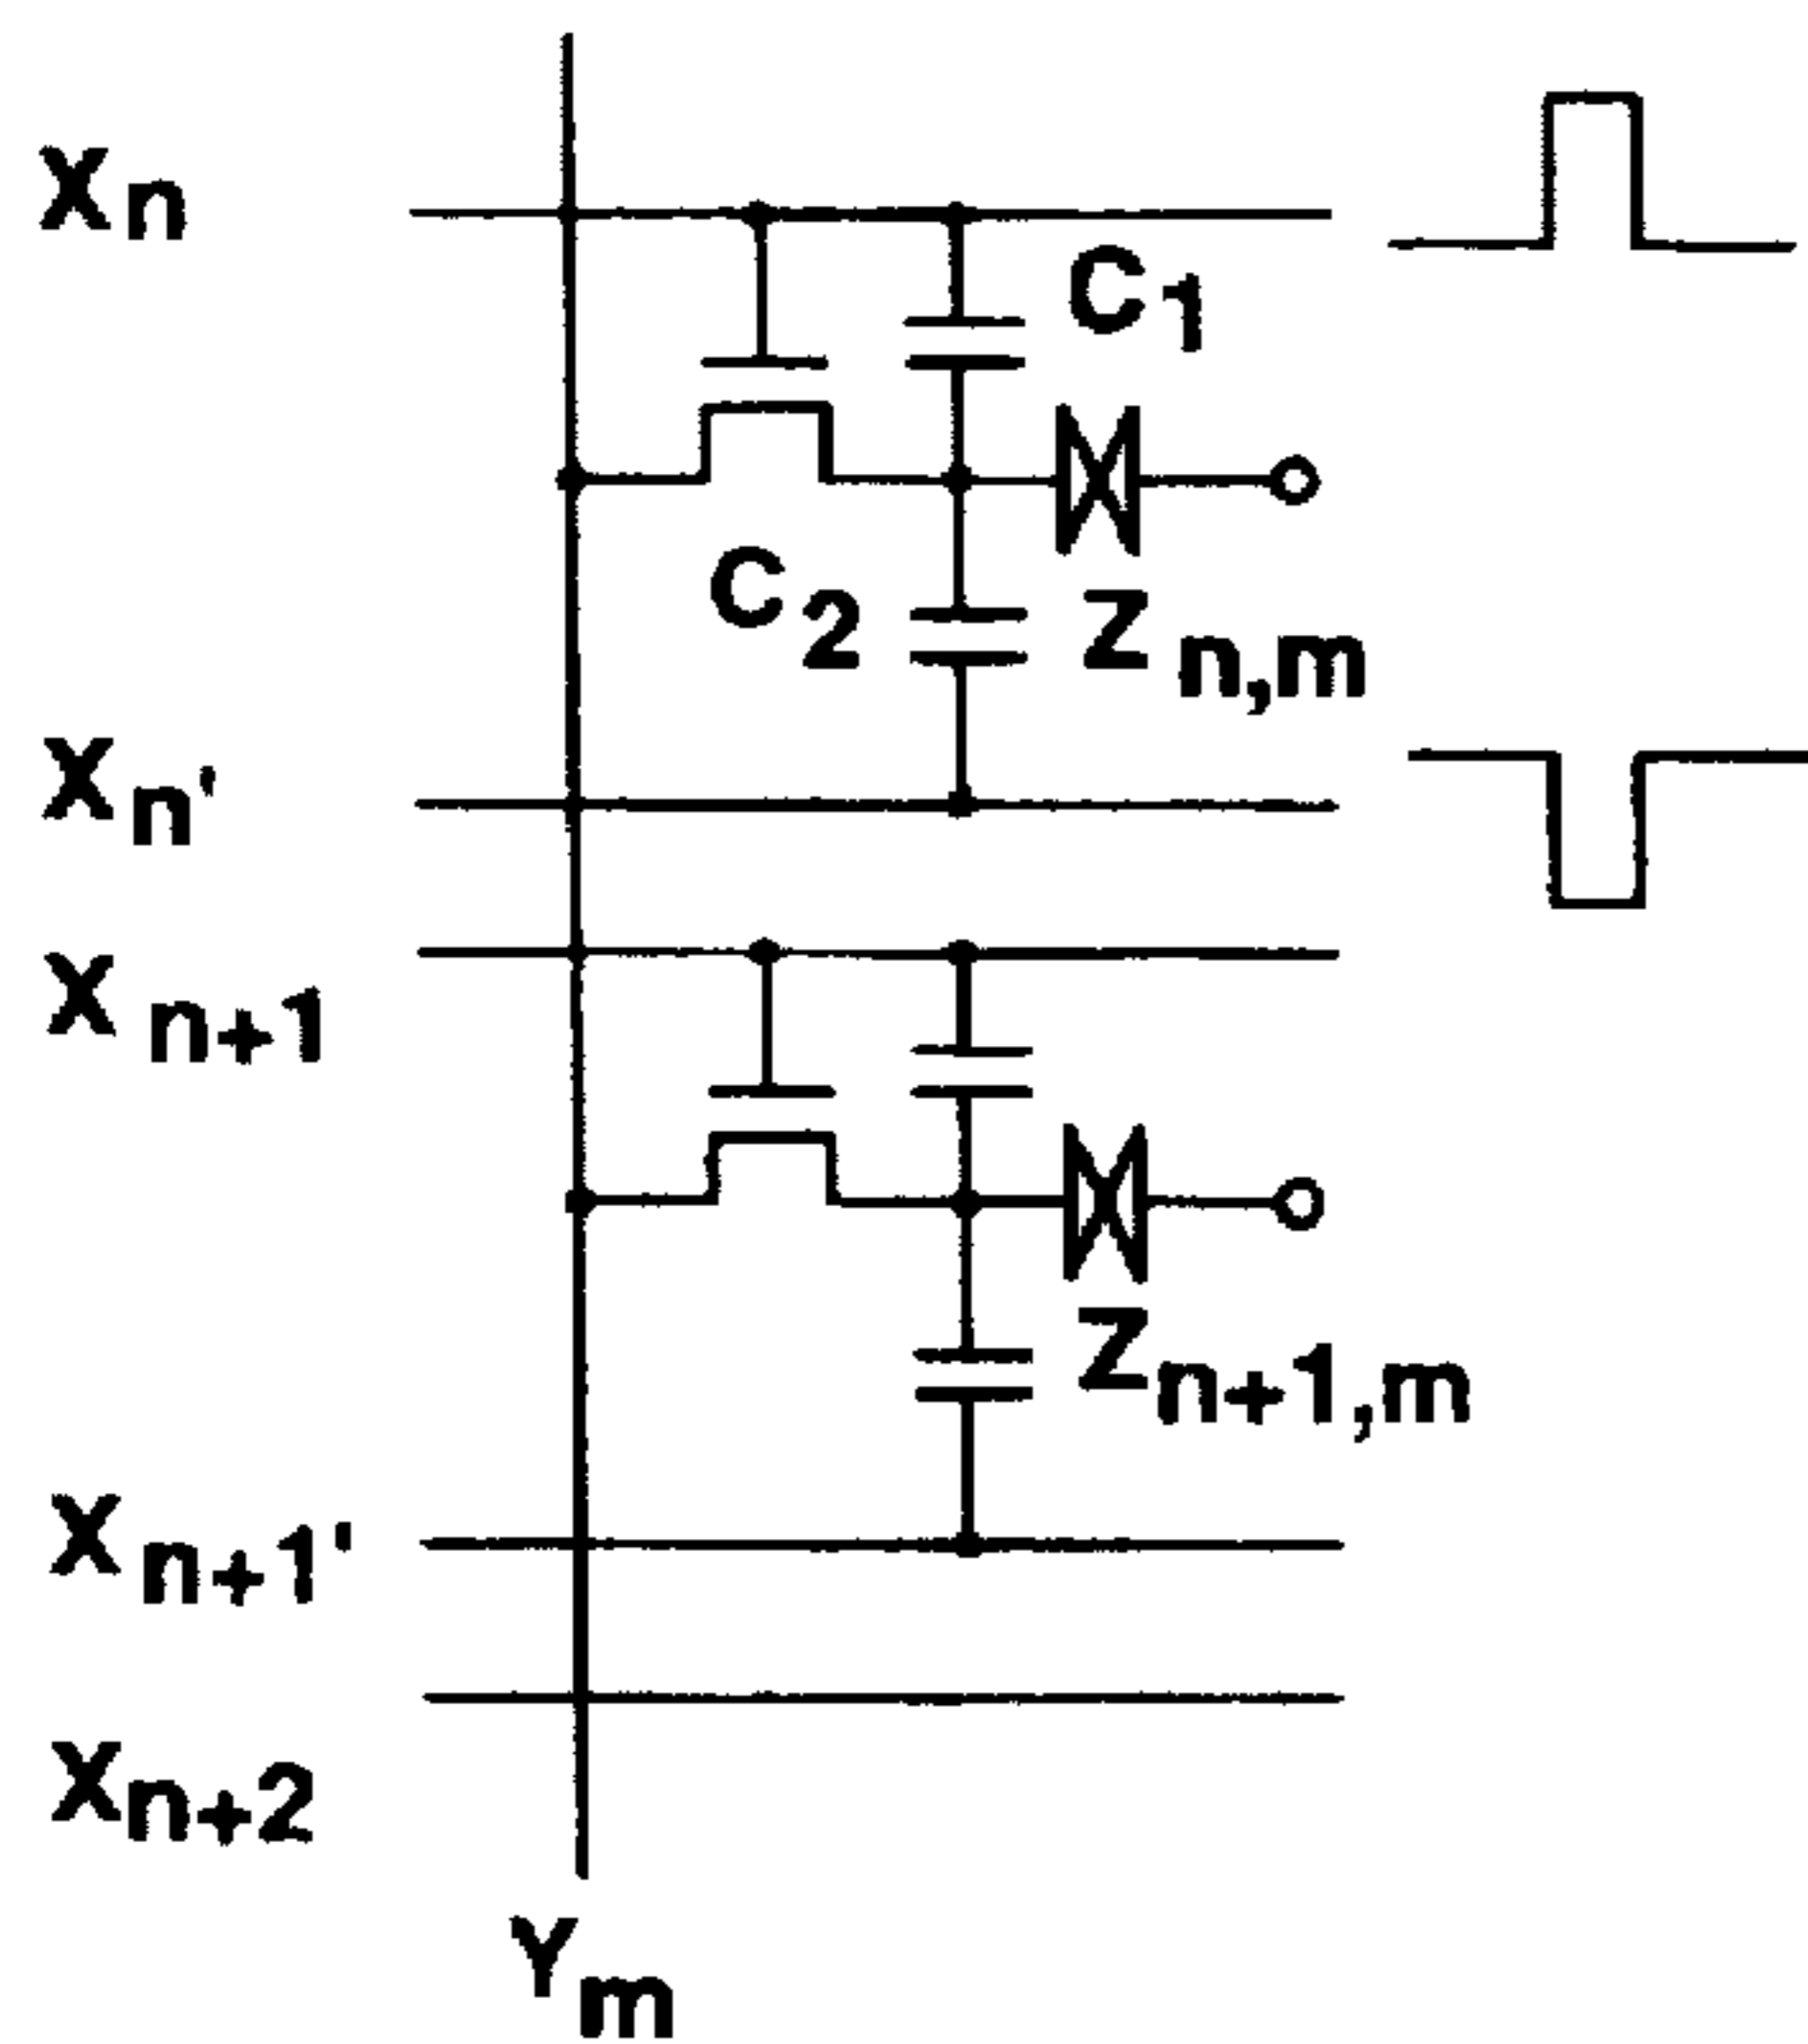 Xn
C1
C2
Zn,m
Xn'
Xn+1
Zn+1,m
Xn+1'
Xn+2
Ym